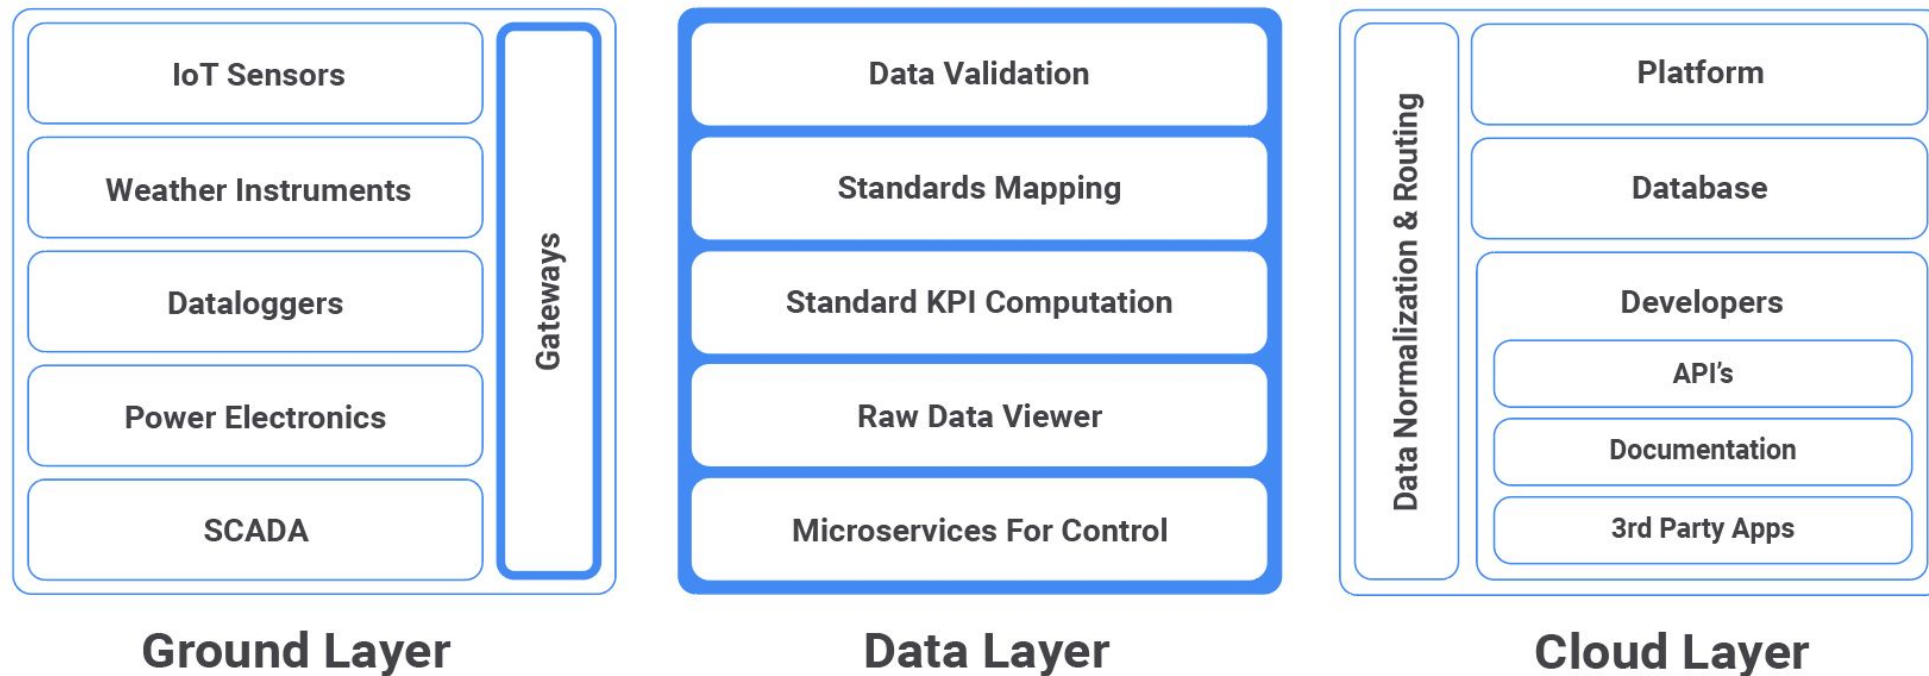 IoT Sensors
Weather Instruments
Dataloggers
Power Electronics
SCADA
Gateways
Ground Layer
Data Validation
Standards Mapping
Standard KPI Computation
Raw Data Viewer
Microservices For Control
Data Layer
Data Normalization & Routing
Platform
Database
Developers
API’s
Documentation
3rd Party Apps
Cloud Layer